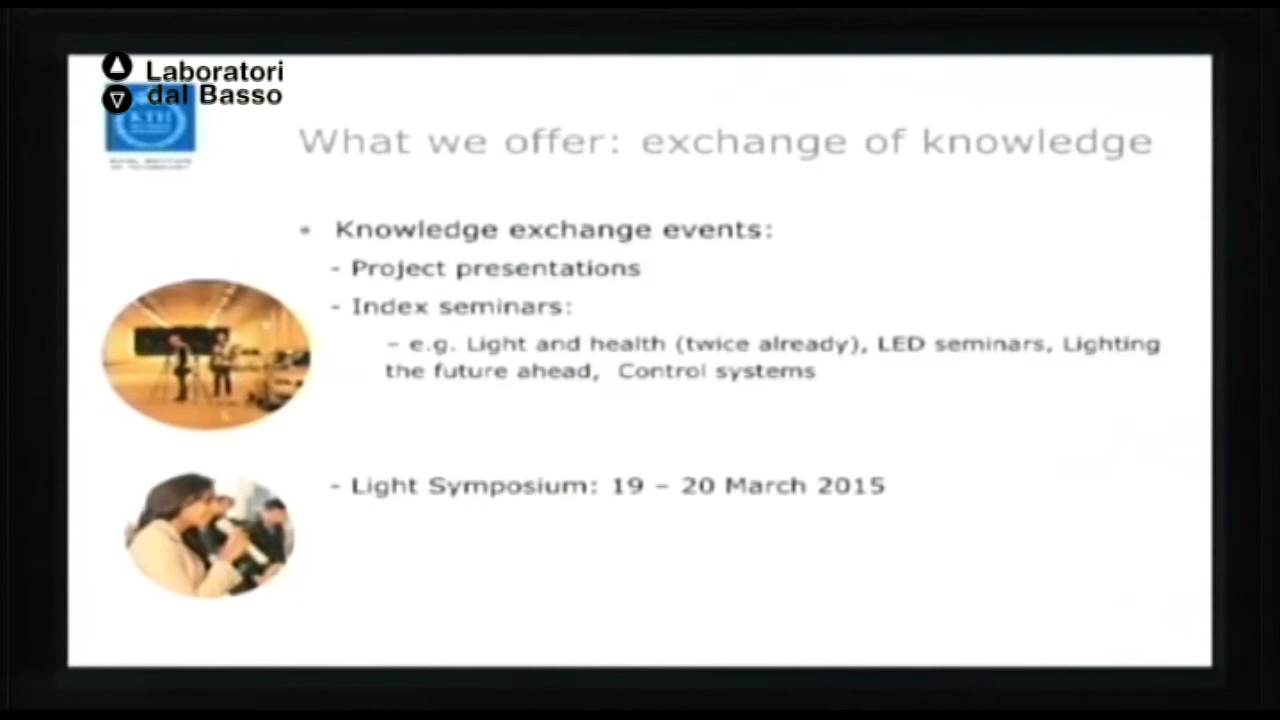 Laboratori
dal Basso
KTH
What we offer: exchange of knowledge
• Knowledge exchange events:
- Project presentations
- Index seminars:
– e.g. Light and health (twice already), LED seminars, Lighting
the future ahead, Control systems
- Light Symposium: 19 – 20 March 2015